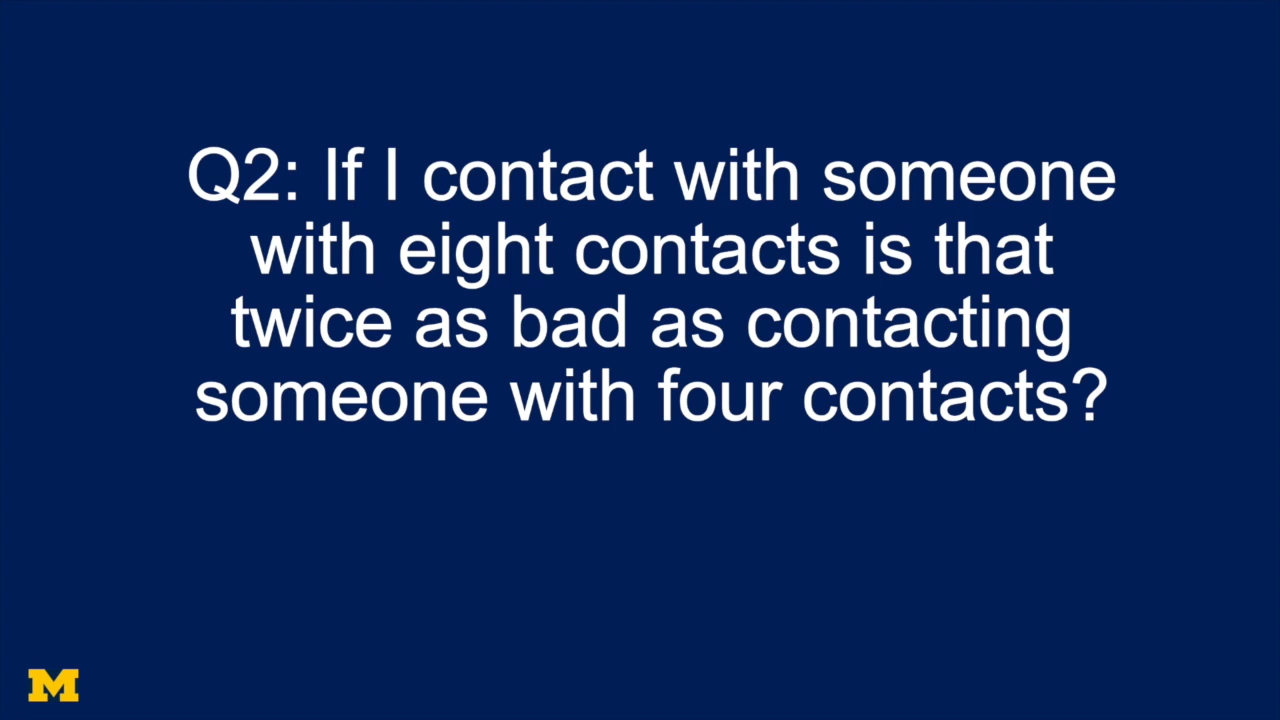 Q2: If I contact with someone
with eight contacts is that
twice as bad as contacting
someone with four contacts?
M